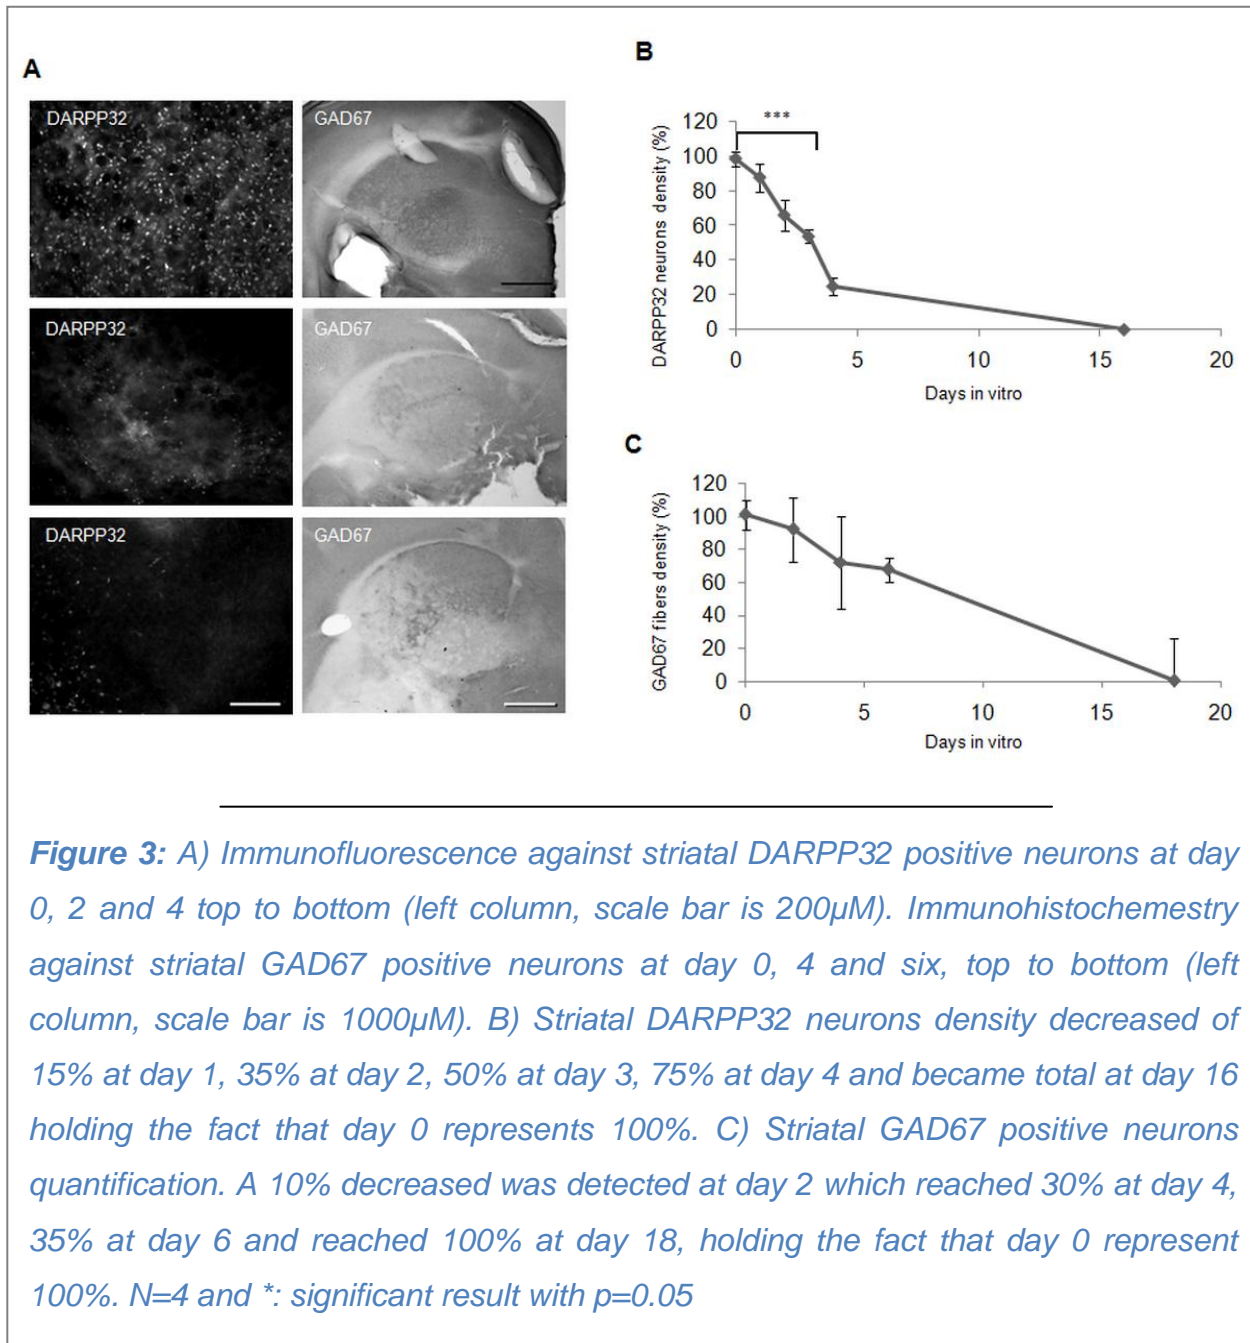 A
DARPP32
GAD67
DARPP32
GAD67
DARPP32
GAD67
B
DARPP32 neurons density (%)
120
100
80
60
40
20
0
***
0 5 10 15 20
Days in vitro
C
GAD67 fibers density (%)
120
100
80
60
40
20
0
0 5 10 15 20
Days in vitro
Figure 3: A) Immunofluorescence against striatal DARPP32 positive neurons at day
0, 2 and 4 top to bottom (left column, scale bar is 200µM). Immunohistochemestry
against striatal GAD67 positive neurons at day 0, 4 and six, top to bottom (left
column, scale bar is 1000µM). B) Striatal DARPP32 neurons density decreased of
15% at day 1, 35% at day 2, 50% at day 3, 75% at day 4 and became total at day 16
holding the fact that day 0 represents 100%. C) Striatal GAD67 positive neurons
quantification. A 10% decreased was detected at day 2 which reached 30% at day 4,
35% at day 6 and reached 100% at day 18, holding the fact that day 0 represent
100%. N=4 and *: significant result with p=0.05